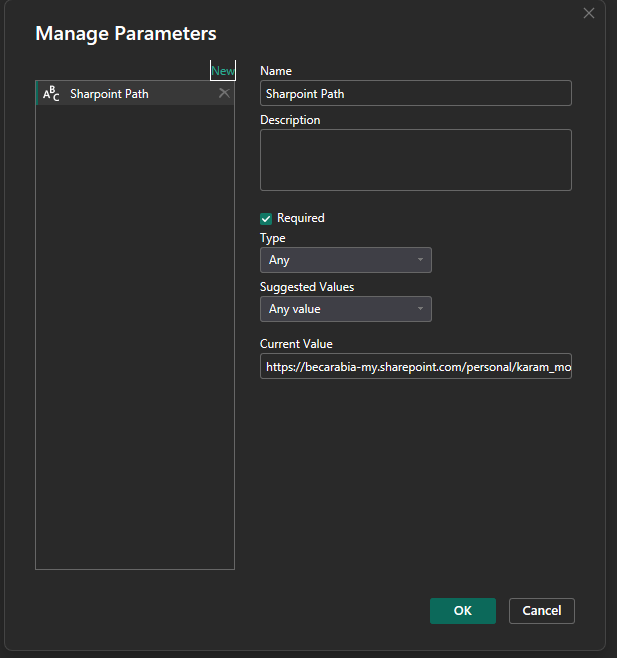 Manage Parameters
New
ABC Sharpoint Path
Name
Sharpoint Path
Description
Required
Type
Any
Suggested Values
Any value
Current Value
https://becarabia-my.sharepoint.com/personal/karam_mo
OK
Cancel